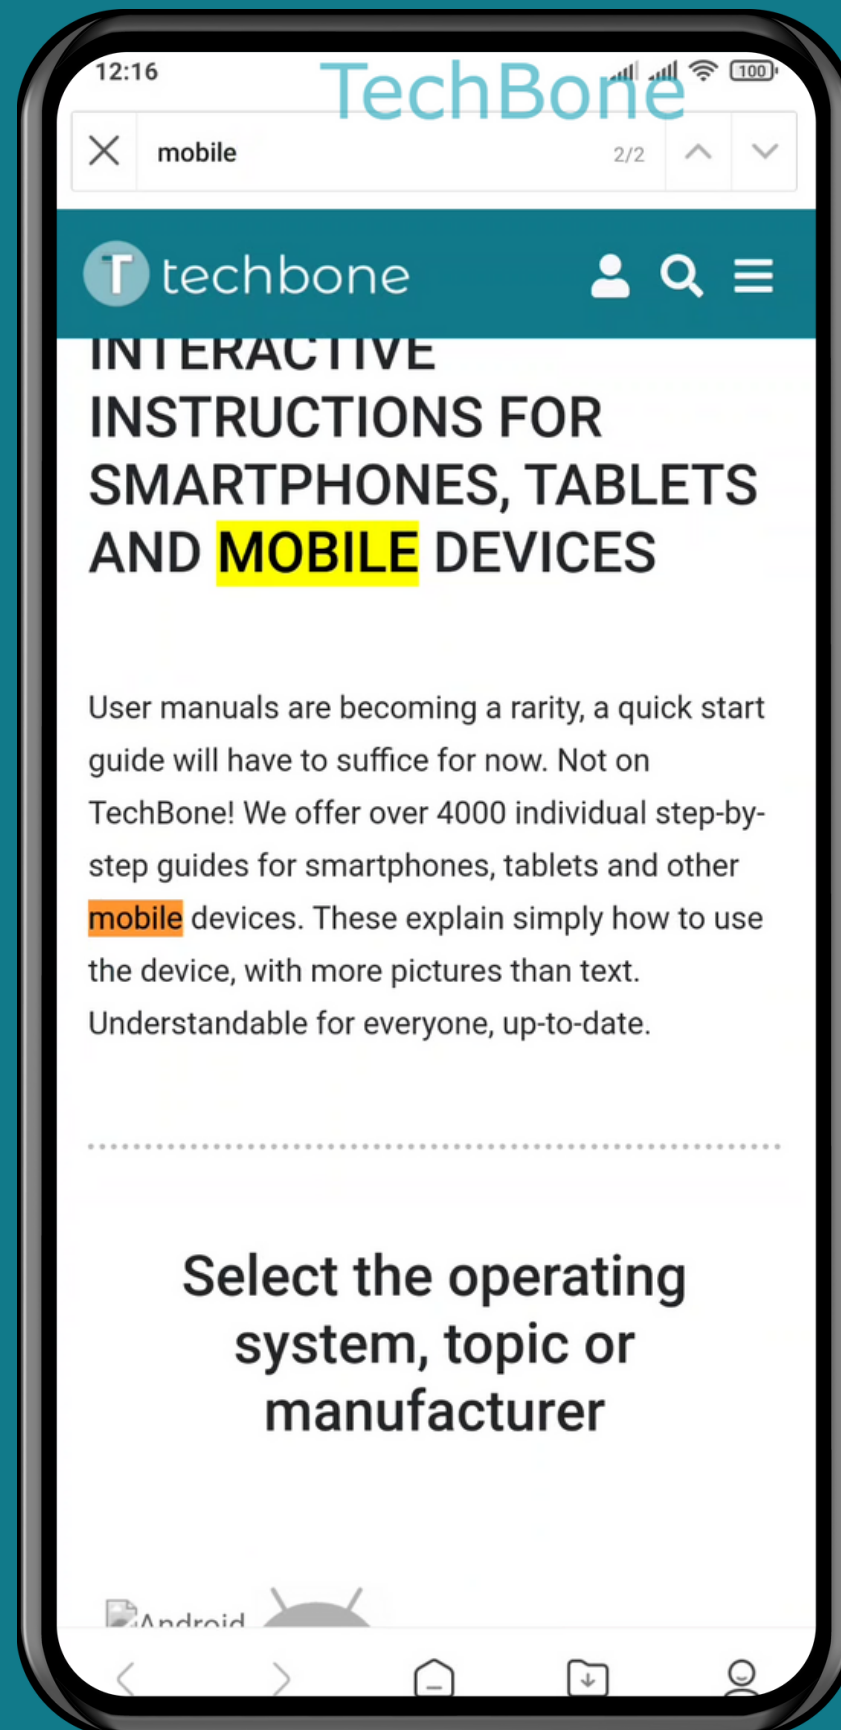 12:16
TechBone
100
mobile
2/2
T techbone
INTERACTIVE
INSTRUCTIONS FOR
SMARTPHONES, TABLETS
AND MOBILE DEVICES
User manuals are becoming a rarity, a quick start
guide will have to suffice for now. Not on
TechBone! We offer over 4000 individual step-by-
step guides for smartphones, tablets and other
mobile devices. These explain simply how to use
the device, with more pictures than text.
Understandable for everyone, up-to-date.
Select the operating
system, topic or
manufacturer
Android